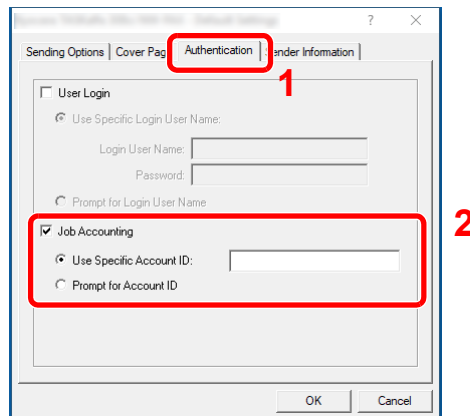 ? ×
Sending Options Cover Pag Authentication ender Information
1
User Login
Use Specific Login User Name:
Login User Name:
Password:
Prompt for Login User Name
2
Job Accounting
Use Specific Account ID:
Prompt for Account ID
OK Cancel